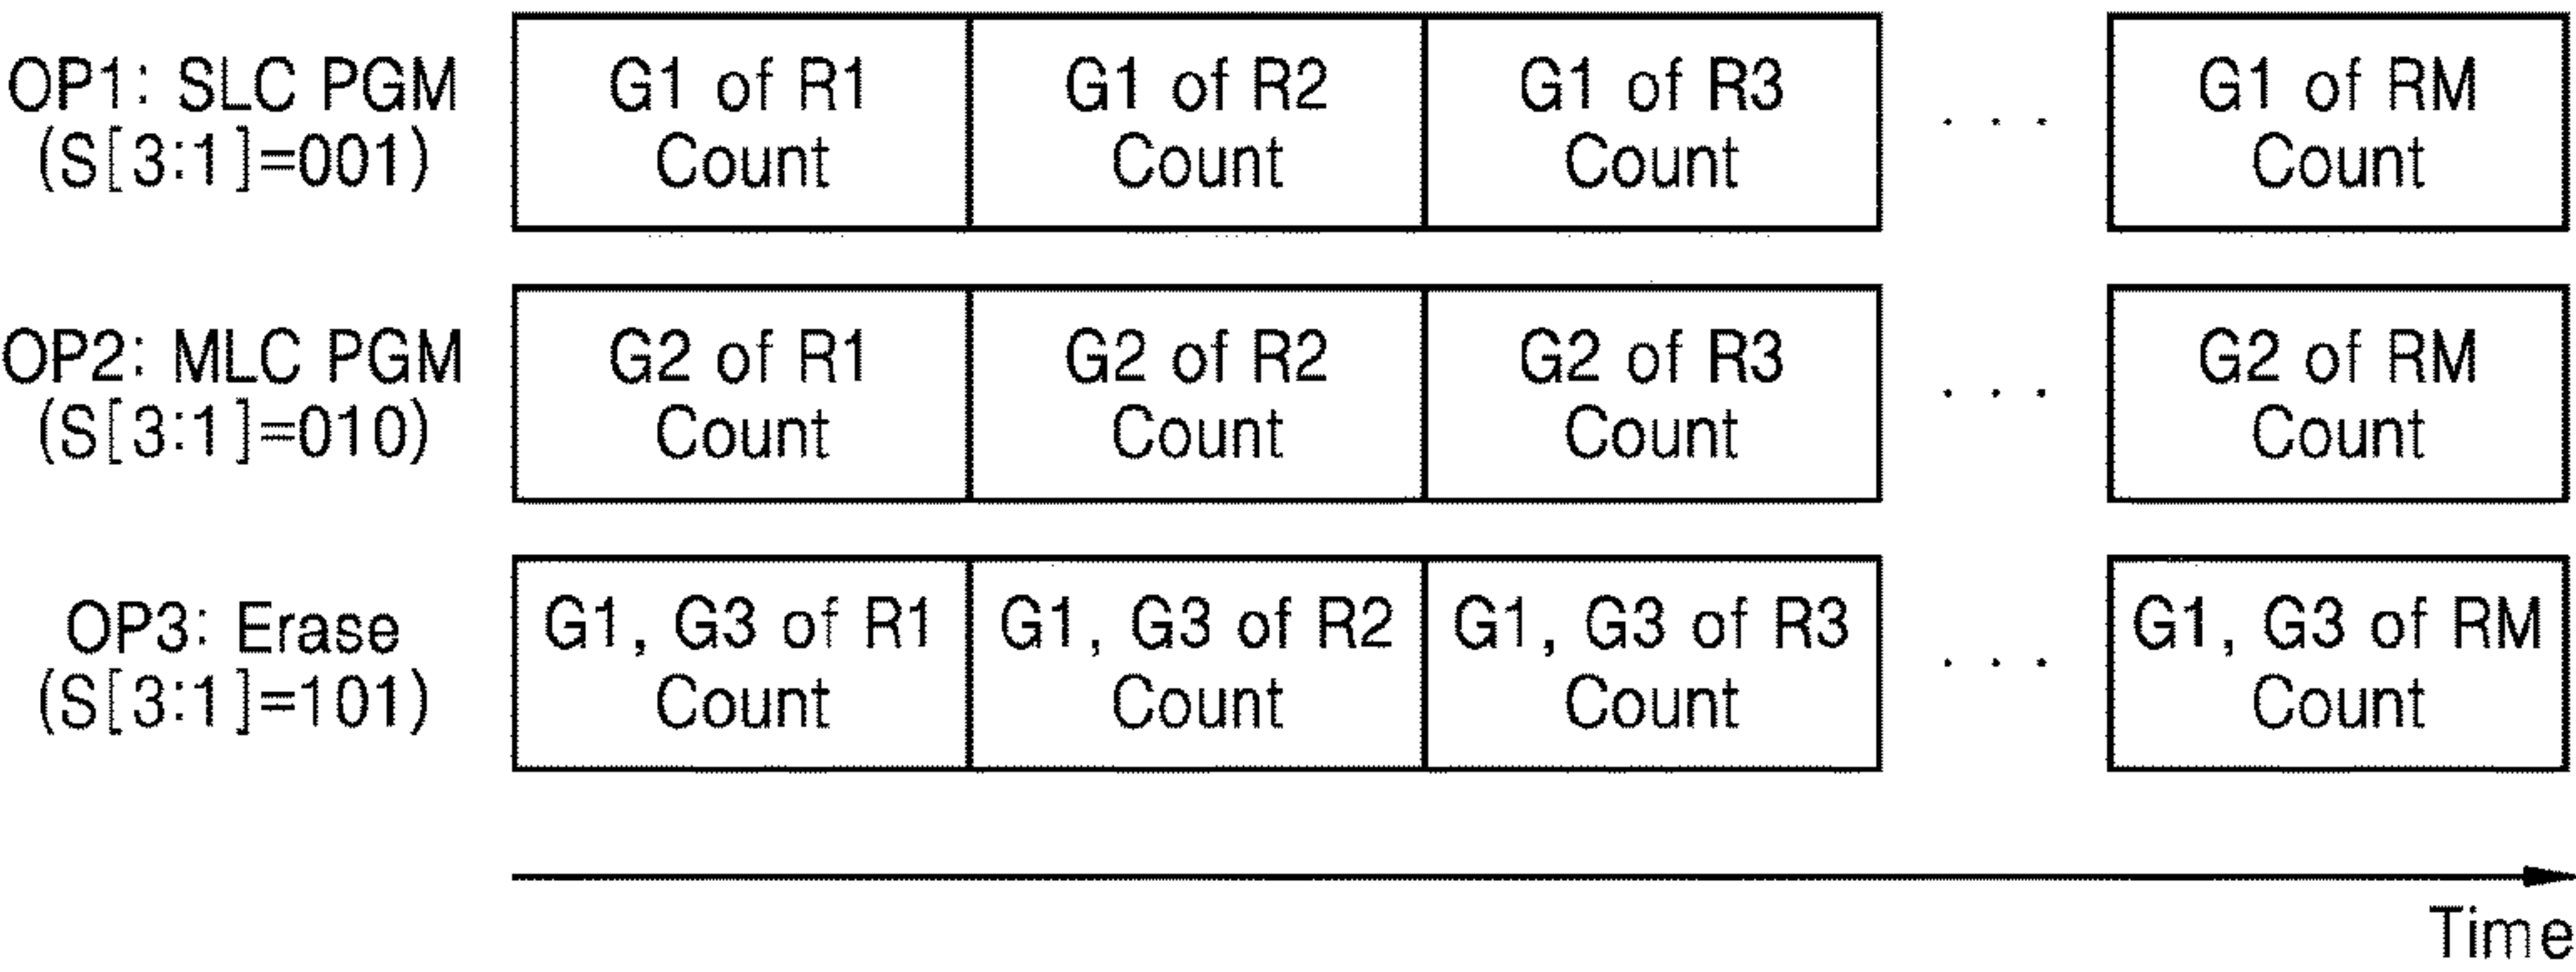 OP1: SLC PGM
(S[3:1]=001)
G1 of R1
Count
G1 of R2
Count
G1 of R3
Count
. . .
G1 of RM
Count
OP2: MLC PGM
(S[3:1]=010)
G2 of R1
Count
G2 of R2
Count
G2 of R3
Count
. . .
G2 of RM
Count
OP3: Erase
(S[3:1]=101)
G1, G3 of R1
Count
G1, G3 of R2
Count
G1, G3 of R3
Count
. . .
G1, G3 of RM
Count
Time